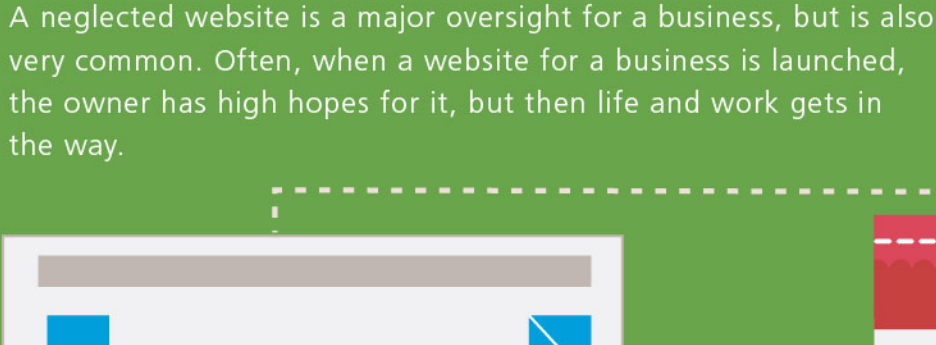 A neglected website is a major oversight for a business, but is also
very common. Often, when a website for a business is launched,
the owner has high hopes for it, but then life and work gets in
the way.